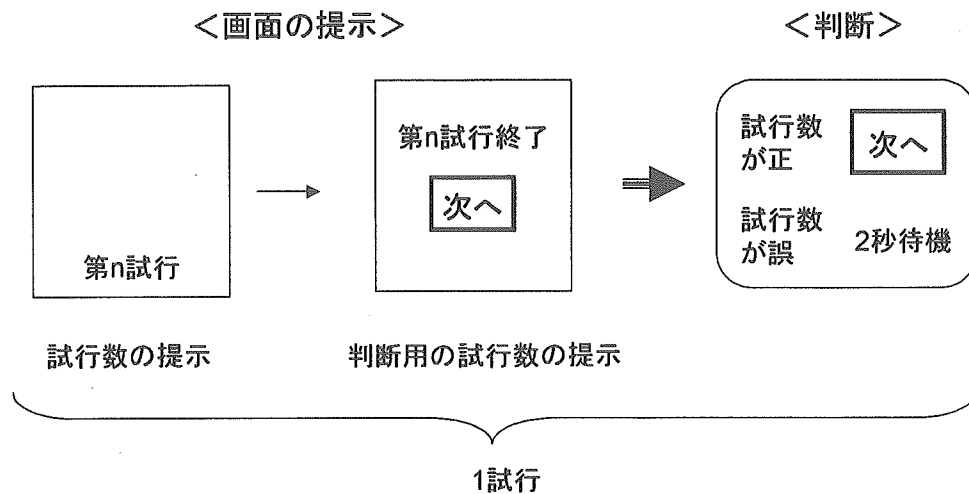 ＜画面の提示＞
＜判断＞
第n試行
試行数の提示
第n試行終了
次へ
判断用の試行数の提示
試行数
が正
次へ
試行数
が誤
2秒待機
1試行